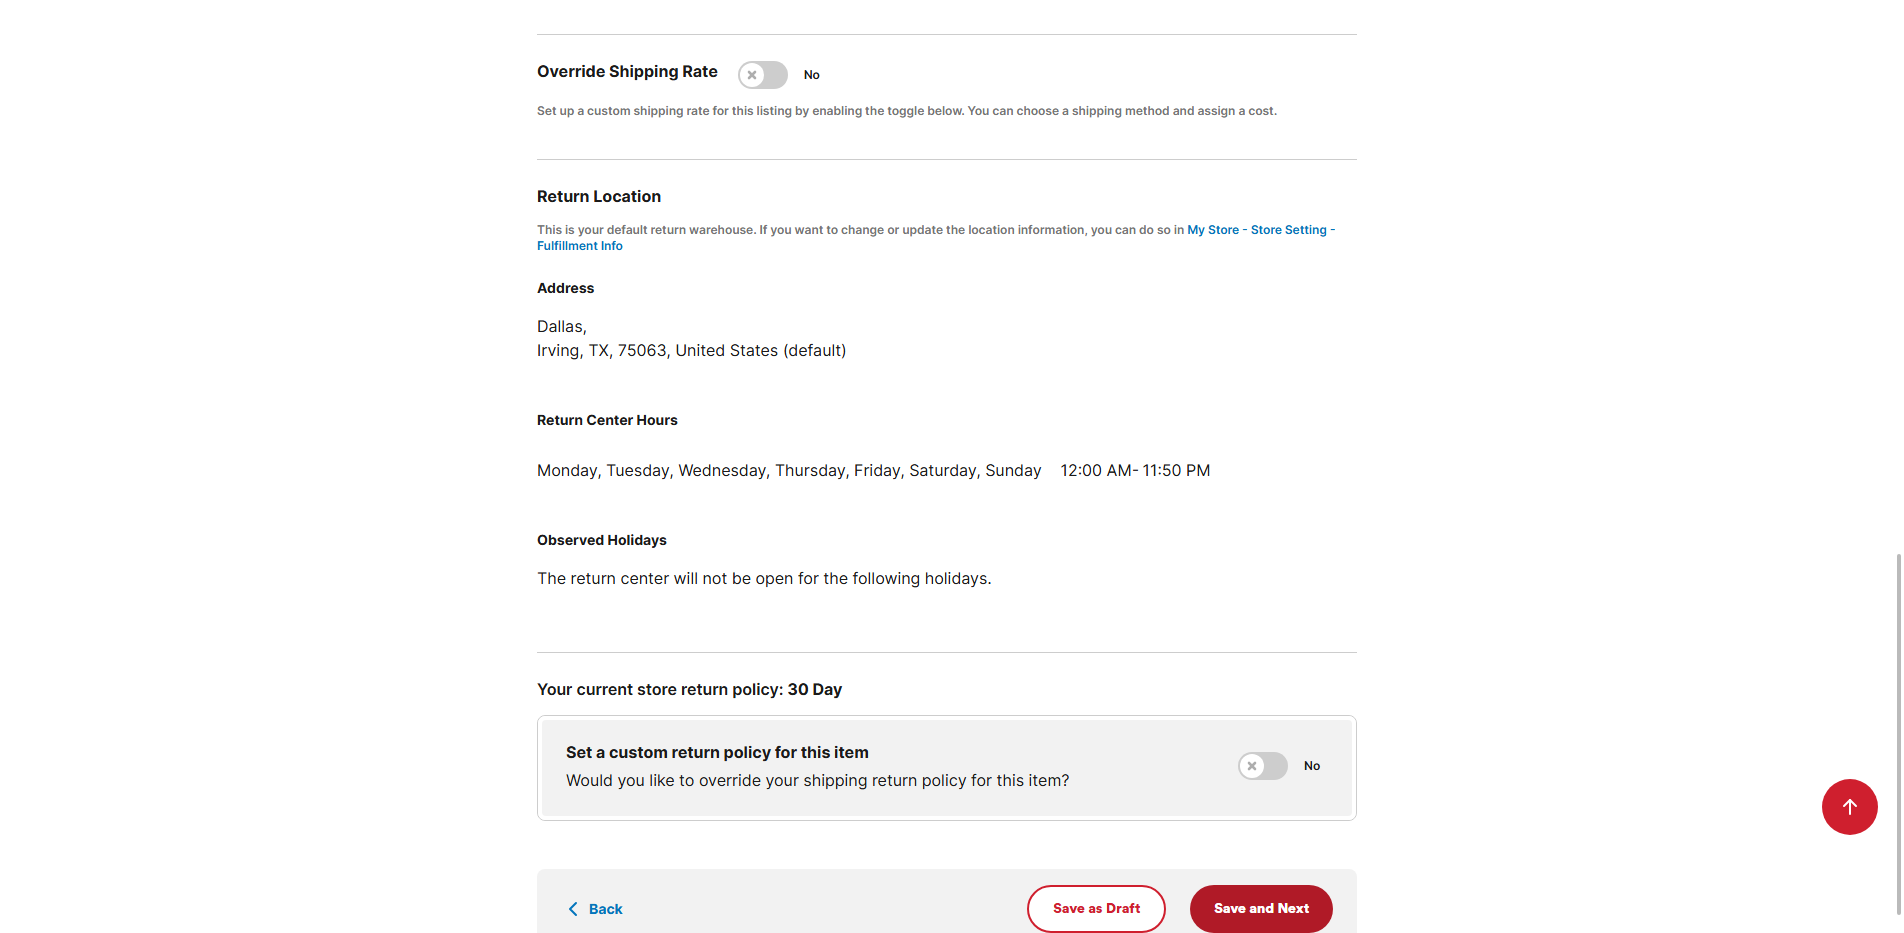 Override Shipping Rate No
Set up a custom shipping rate for this listing by enabling the toggle below. You can choose a shipping method and assign a cost.
Return Location
This is your default return warehouse. If you want to change or update the location information, you can do so in My Store - Store Setting -
Fulfillment Info
Address
Dallas,
Irving, TX, 75063, United States (default)
Return Center Hours
Monday, Tuesday, Wednesday, Thursday, Friday, Saturday, Sunday 12:00 AM- 11:50 PM
Observed Holidays
The return center will not be open for the following holidays.
Your current store return policy: 30 Day
Set a custom return policy for this item
Would you like to override your shipping return policy for this item?
No
Back
Save as Draft
Save and Next